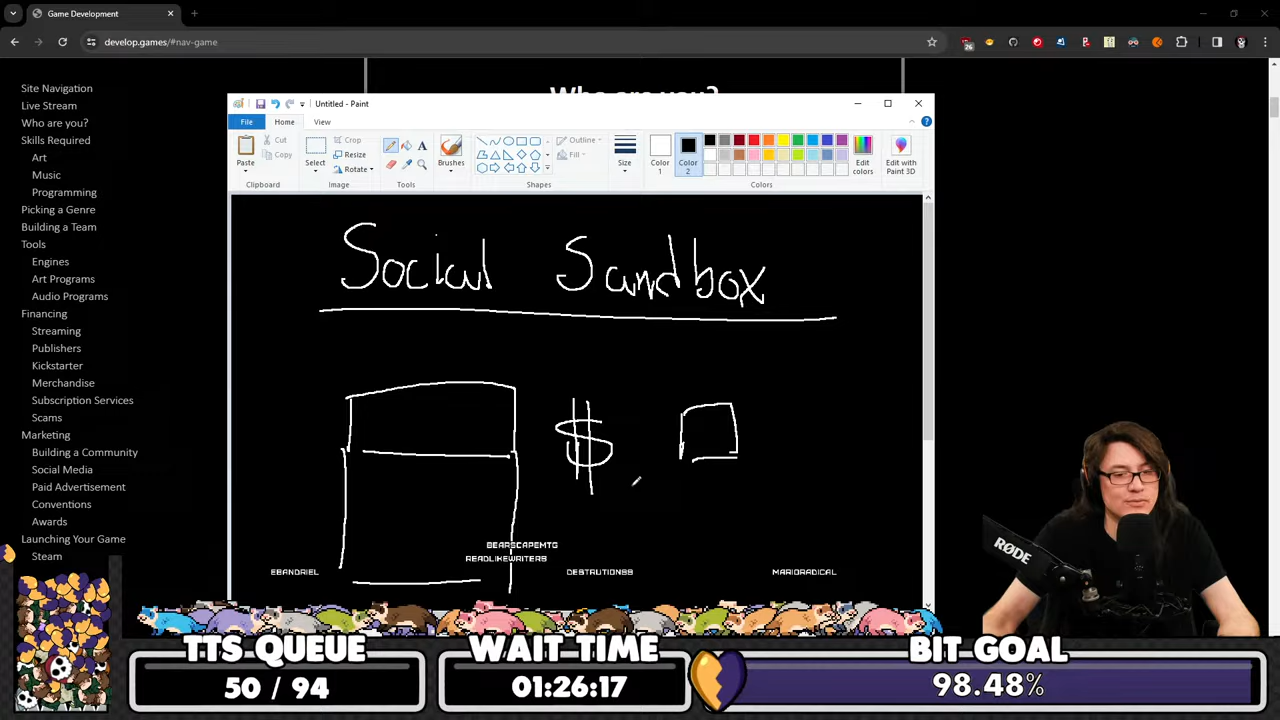 Game Development
develop.games/#nav-game
Site Navigation
Live Stream
Who are you?
Skills Required
Art
Music
Programming
Picking a Genre
Building a Team
Tools
Engines
Art Programs
Audio Programs
Financing
Streaming
Publishers
Kickstarter
Merchandise
Subscription Services
Scams
Marketing
Building a Community
Social Media
Paid Advertisement
Conventions
Awards
Launching Your Game
Steam
Who are you?
Untitled - Paint
File Home View
Paste
Cut
Copy
Clipboard
Select
Crop
Resize
Rotate
Image
A
Tools
Brushes
Outline
Fill
Shapes
Size
Color 1
Color 2
Edit colors
Colors
Edit with Paint 3D
Social Sandbox
$
BEARSCAPEMTG
READLIKEWRITERS
EBANDRIEL
DESTRUTION89
MARIORADICAL
RØDE
TTS QUEUE
50 / 94
WAIT TIME
01:26:17
BIT GOAL
98.48%